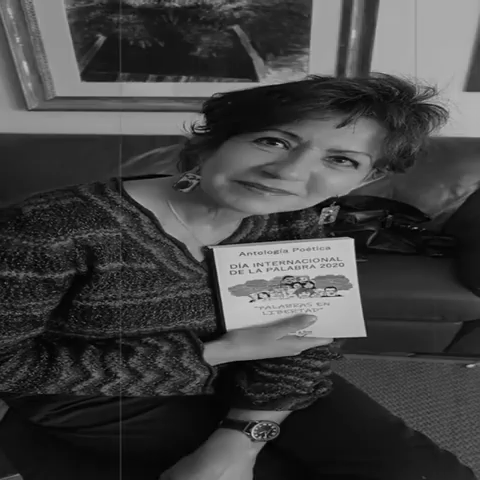 Antología Poética
DÍA INTERNACIONAL
DE LA PALABRA 2020
"PALABRAS EN
LIBERTAD"